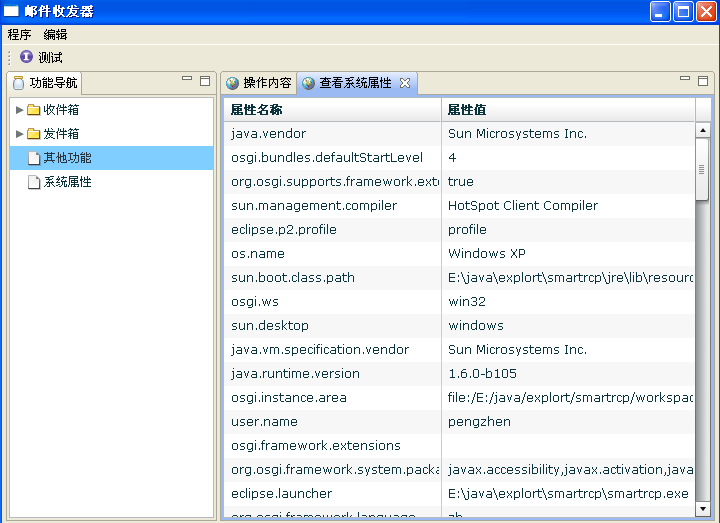 邮件收发器
程序 编辑
测试
功能导航
收件箱
发件箱
其他功能
系统属性
操作内容 查看系统属性
属性名称 属性值
java.vendor Sun Microsystems Inc.
osgi.bundles.defaultStartLevel 4
org.osgi.supports.framework.exte true
sun.management.compiler HotSpot Client Compiler
eclipse.p2.profile profile
os.name Windows XP
sun.boot.class.path E:\java\explort\smartrcp\jre\lib\resourc
osgi.ws win32
sun.desktop windows
java.vm.specification.vendor Sun Microsystems Inc.
java.runtime.version 1.6.0-b105
osgi.instance.area file:/E:/java/explort/smartrcp/workspac
user.name pengzhen
osgi.framework.extensions
org.osgi.framework.system.packa javax.accessibility,javax.activation,java
eclipse.launcher E:\java\explort\smartrcp\smartrcp.exe
org.osgi.framework.language zh